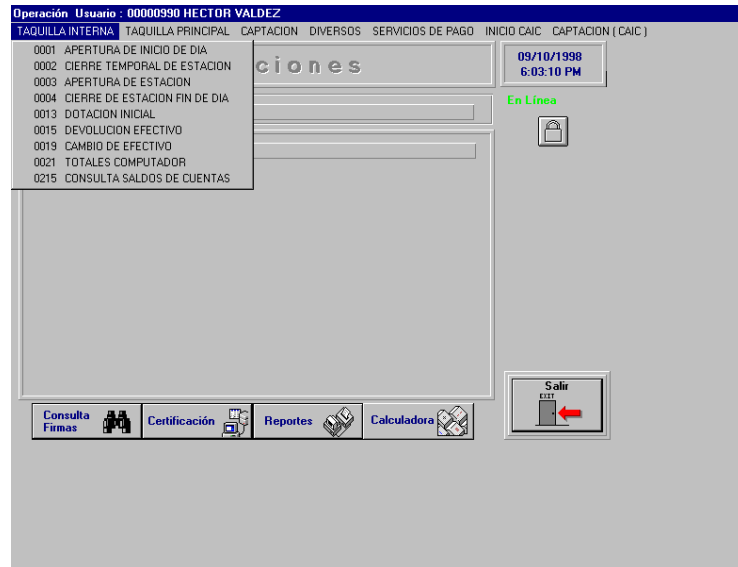 Operación Usuario : 00000990 HECTOR VALDEZ
TAQUILLA INTERNA TAQUILLA PRINCIPAL CAPTACION DIVERSOS SERVICIOS DE PAGO INICIO CAIC CAPTACION ( CAIC )
0001 APERTURA DE INICIO DE DIA
0002 CIERRE TEMPORAL DE ESTACION
0003 APERTURA DE ESTACION
0004 CIERRE DE ESTACION FIN DE DIA
0013 DOTACION INICIAL
0015 DEVOLUCION EFECTIVO
0019 CAMBIO DE EFECTIVO
0021 TOTALES COMPUTADOR
0215 CONSULTA SALDOS DE CUENTAS
ciones
09/10/1998
6:03:10 PM
En Línea
Salir
EXIT
Consulta Firmas
Certificación
Reportes
Calculadora